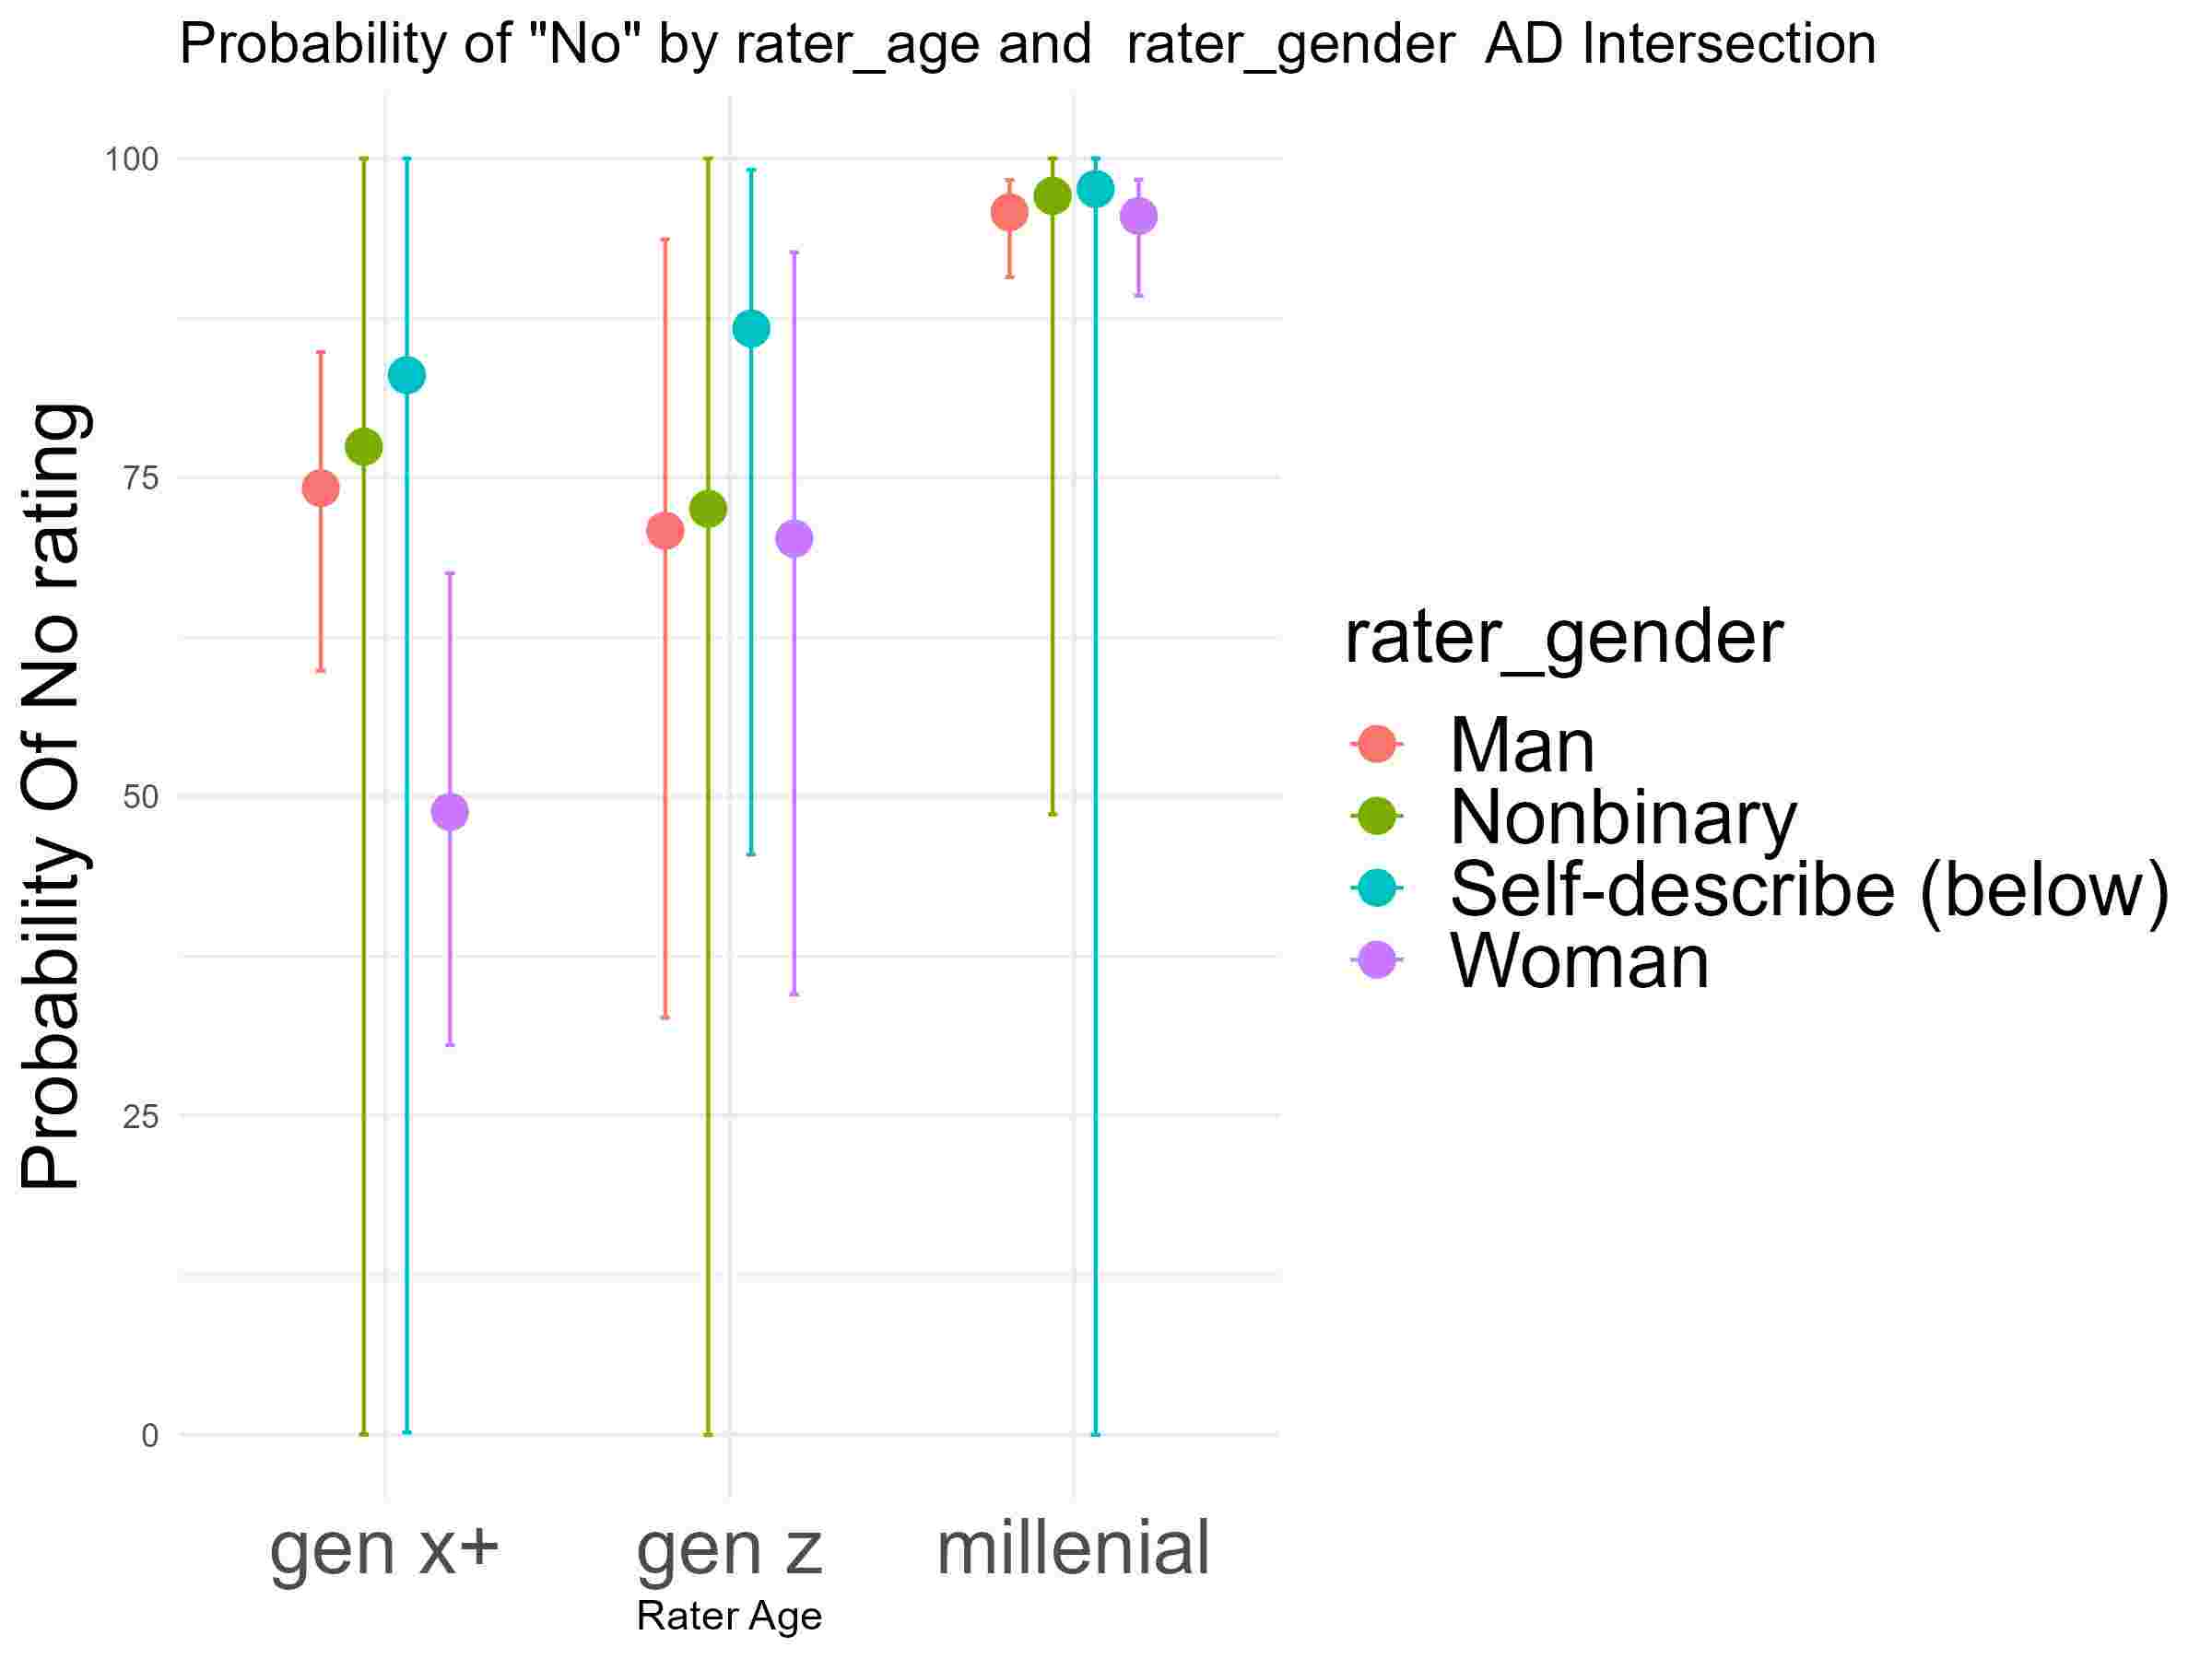 Probability of "No" by rater_age and  rater_gender  AD Intersection
Probability Of No rating
100
75
50
25
0
gen x+
gen z
millenial
Rater Age
rater_gender
Man
Nonbinary
Self-describe (below)
Woman